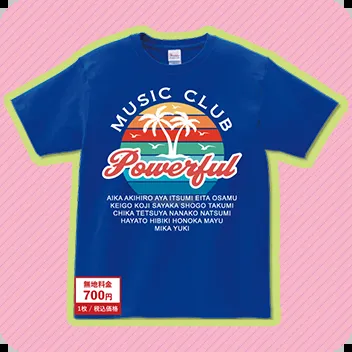 MUSIC CLUB
Powerful
AIKA AKIHIRO AYA ITSUMI EITA OSAMU
KEIGO KOJI SAYAKA SHOGO TAKUMI
CHIKA TETSUYA NANAKO NATSUMI
HAYATO HIBIKI HONOKA MAYU
MIKA YUKI
無地料金
700円
1枚 / 税込価格